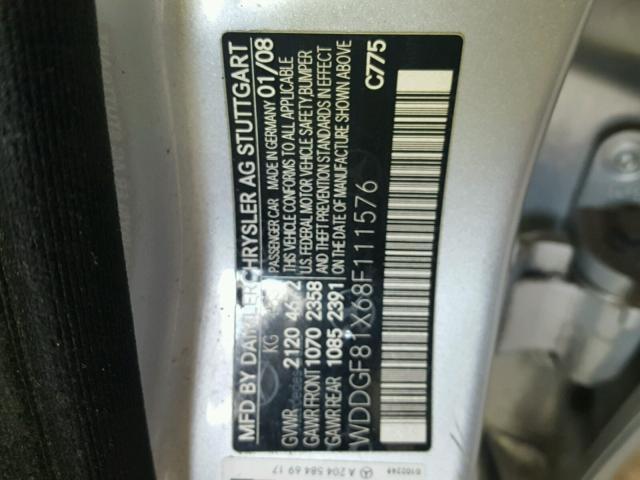 MFD BY DAIMLERCHRYSLER AG STUTTGART
PASSENGER CAR MADE IN GERMANY 01/08
KG THIS VEHICLE CONFORMS TO ALL APPLICABLE
GVWR 2120 U.S. FEDERAL MOTOR VEHICLE SAFETY BUMPER
GAWR FRONT 1070 2358 AND THEFT PREVENTION STANDARDS IN EFFECT
GAWR REAR 1085 2391 ON THE DATE OF MANUFACTURE SHOWN ABOVE
WDDGF81X68F111576 C775
A 204 584 69 17